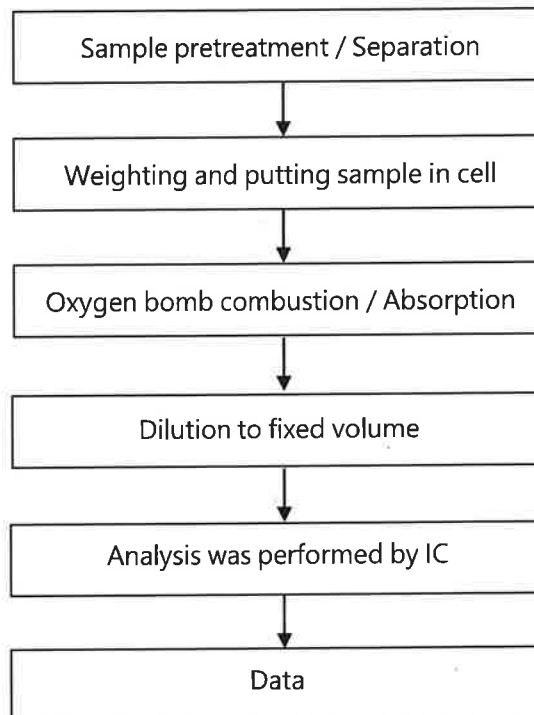 Sample pretreatment / Separation
Weighting and putting sample in cell
Oxygen bomb combustion / Absorption
Dilution to fixed volume
Analysis was performed by IC
Data